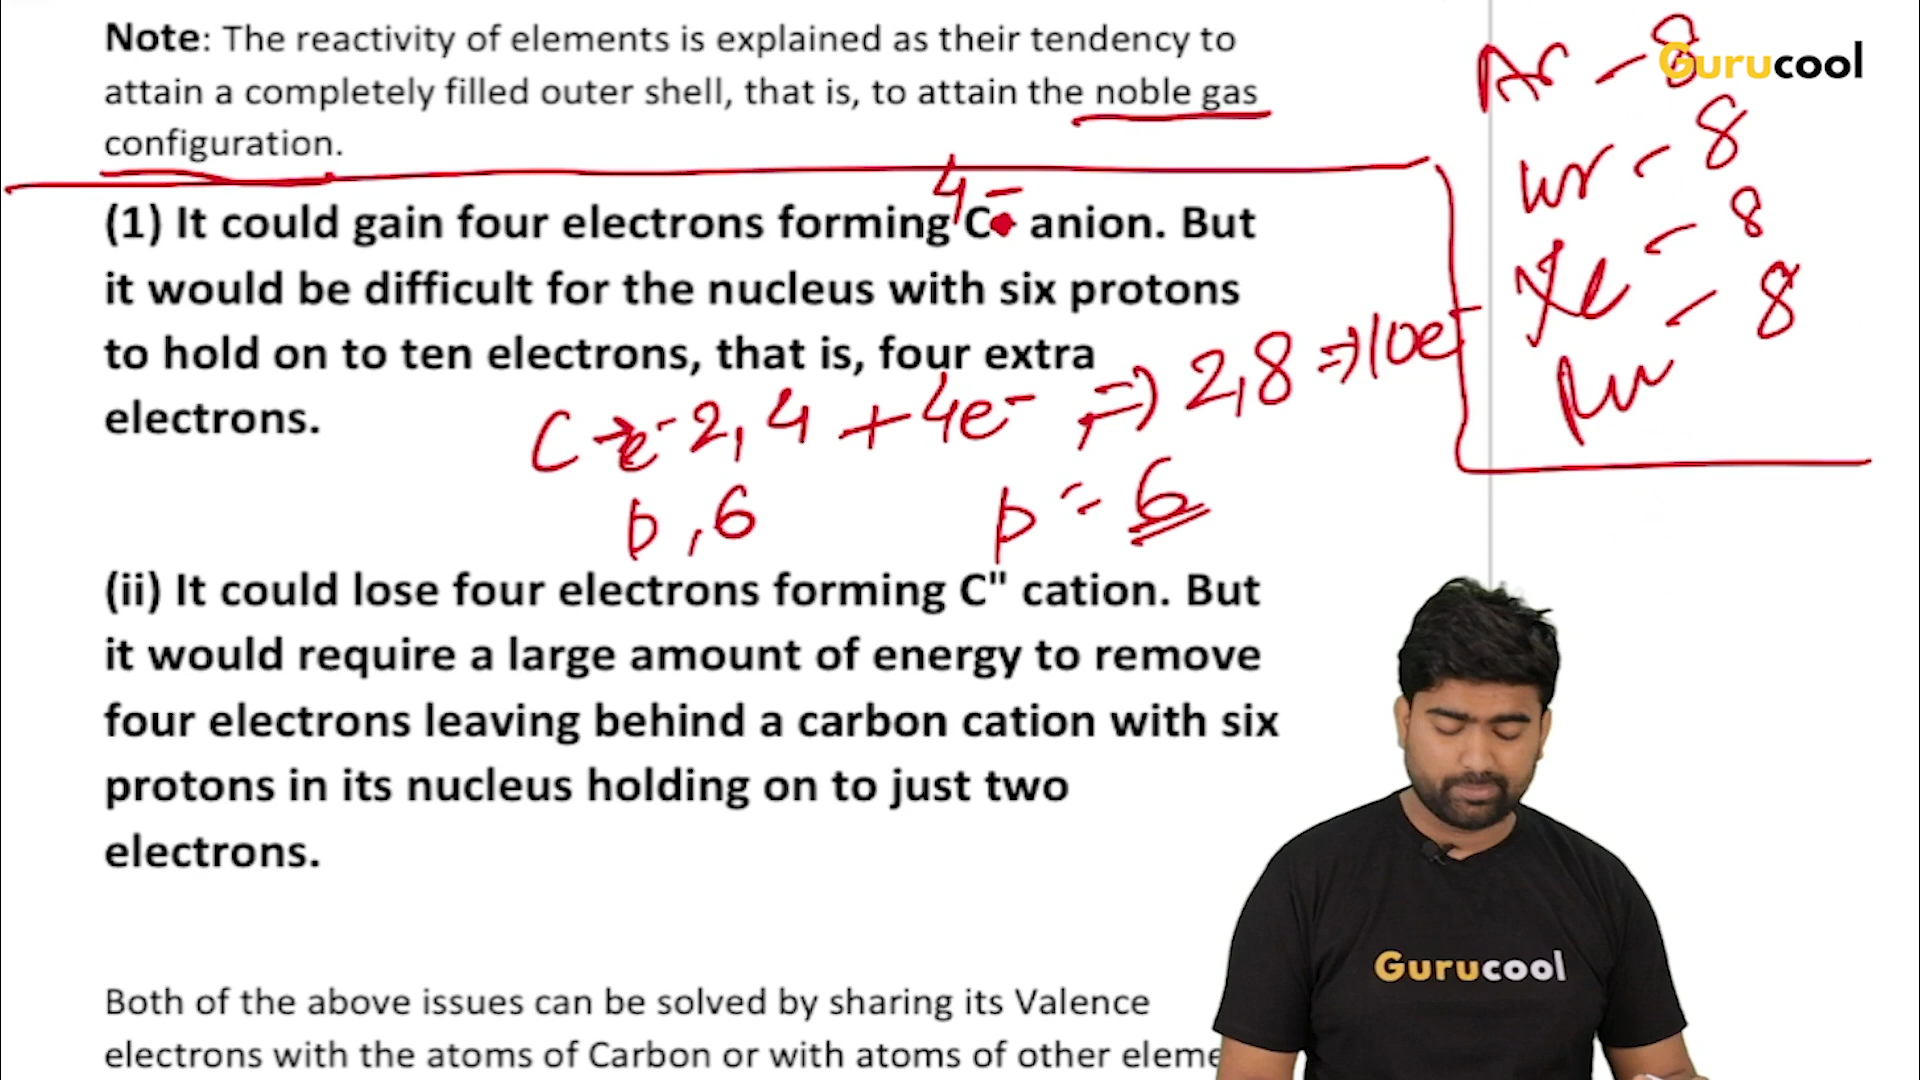 Note: The reactivity of elements is explained as their tendency to
attain a completely filled outer shell, that is, to attain the noble gas
configuration.
(1) It could gain four electrons forming C anion. But
4-
it would be difficult for the nucleus with six protons
to hold on to ten electrons, that is, four extra
electrons.
C → e- 2,4 + 4e- => 2,8 => 10e-
p, 6
p = 6
(ii) It could lose four electrons forming C" cation. But
it would require a large amount of energy to remove
four electrons leaving behind a carbon cation with six
protons in its nucleus holding on to just two
electrons.
Both of the above issues can be solved by sharing its Valence
electrons with the atoms of Carbon or with atoms of other eleme
Ar - 8
Kr - 8
Xe - 8
- 8
Gurucool
Gurucool